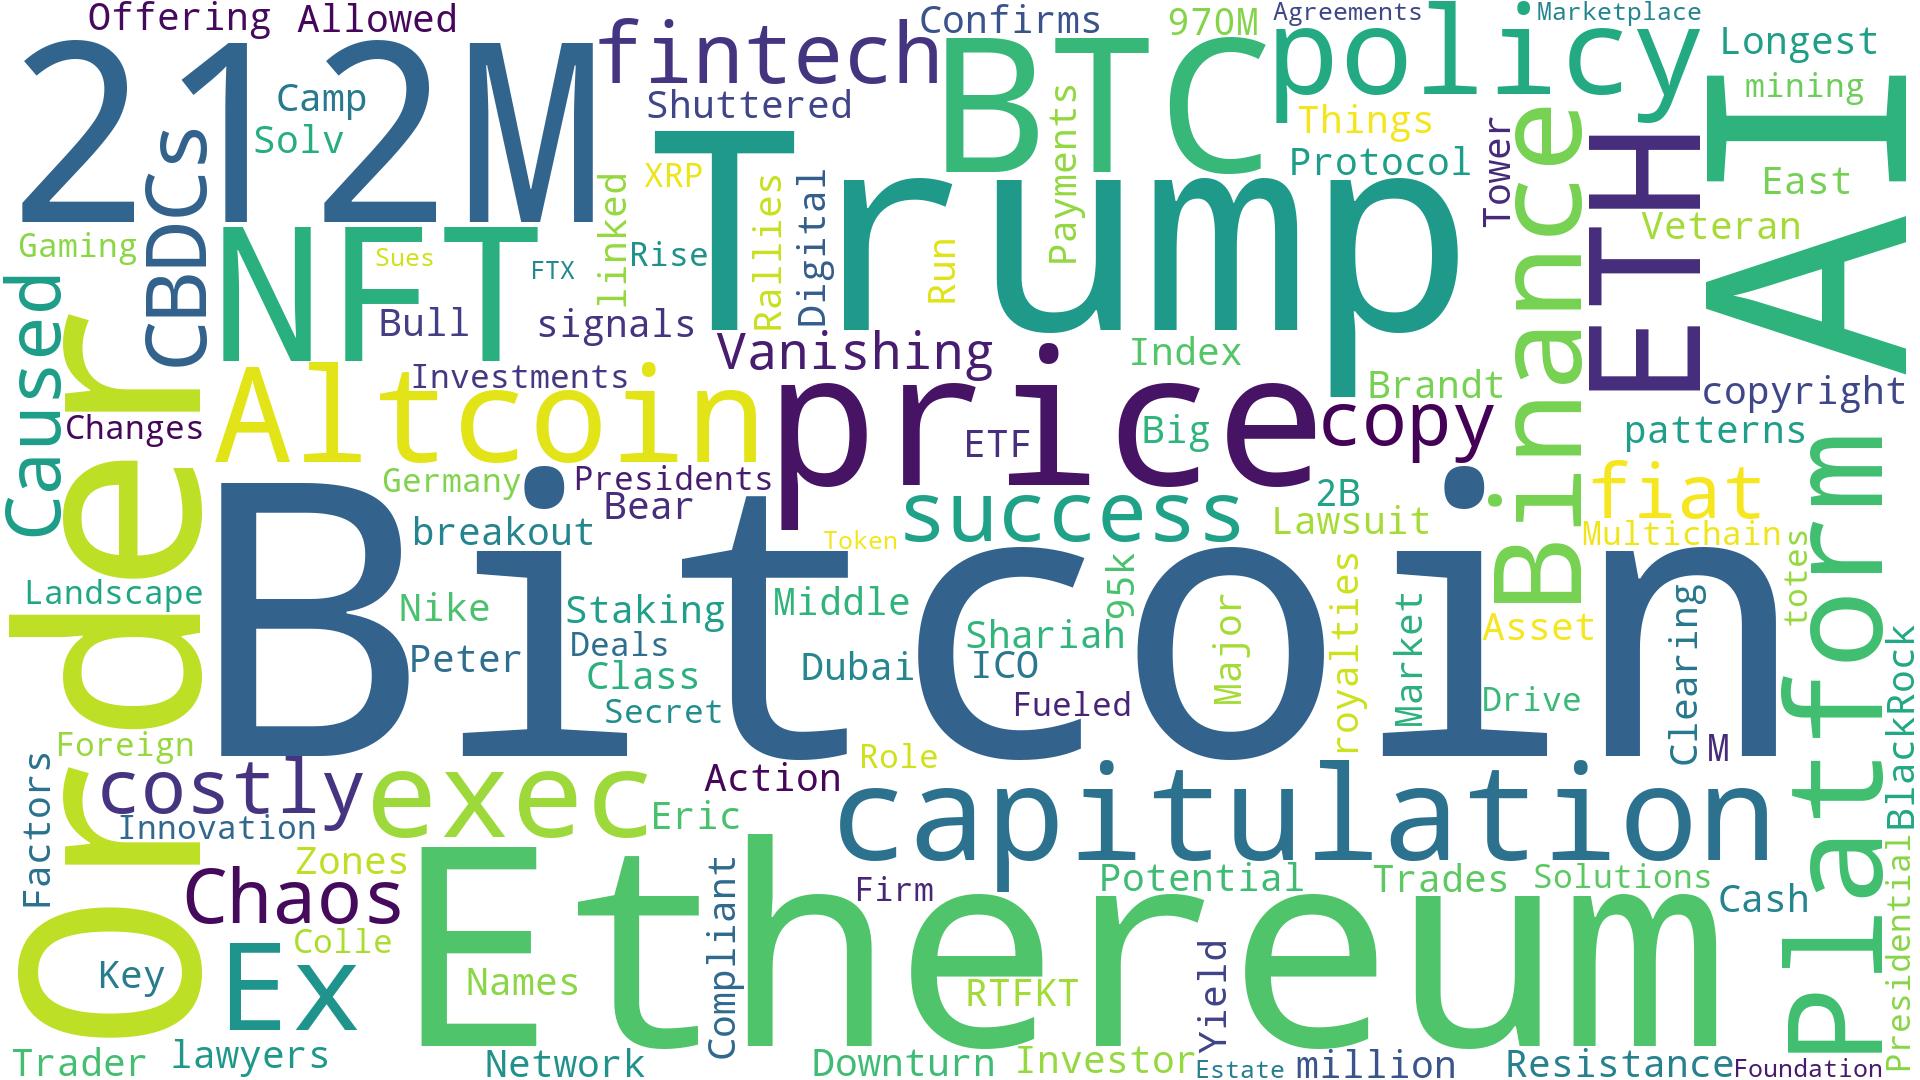 Offering
Allowed
Confirms
970M
Agreements
Marketplace
212M
fintech
BTC
policy
Longest
Camp
Shuttered
mining
Solv
CBDCs
Payments
Things
Protocol
Tower
AI
XRP
Trump
Binance
ETH
East
Veteran
Gaming
NFT
Sues
FTX
linked
Rise
Rallies
Digital
Run
Caused
Order
Bull
signals
Vanishing
Index
Brandt
copyright
Altcoin
Investments
price
copy
Changes
ETF
Big
patterns
Germany
Presidents
Bear
success
2B
Lawsuit
fiat
Multichain
Platform
Bitcoin
breakout
Token
95k
totes
Landscape
Nike
Staking
Middle
Shariah
Major
royalties
Market
Asset
Clearing
Peter
Deals
Class
Dubai
ICO
Secret
Fueled
Drive
BlackRock
Foreign
M
Factors
costly
exec
Action
Role
capitulation
Innovation
Eric
Zones
Chaos
Ethereum
Compliant
Firm
Potential
Trades
Solutions
Cash
Presidential
Key
Ex
Colle
Names
RTFKT
Yield
Trader
lawyers
Network
Downturn
Investor
Estate
million
Resistance
Foundation